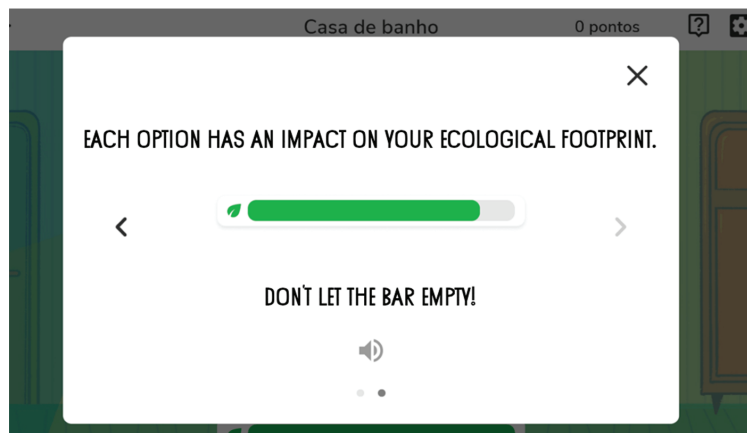 Casa de banho
0 pontos
EACH OPTION HAS AN IMPACT ON YOUR ECOLOGICAL FOOTPRINT.
DON'T LET THE BAR EMPTY!